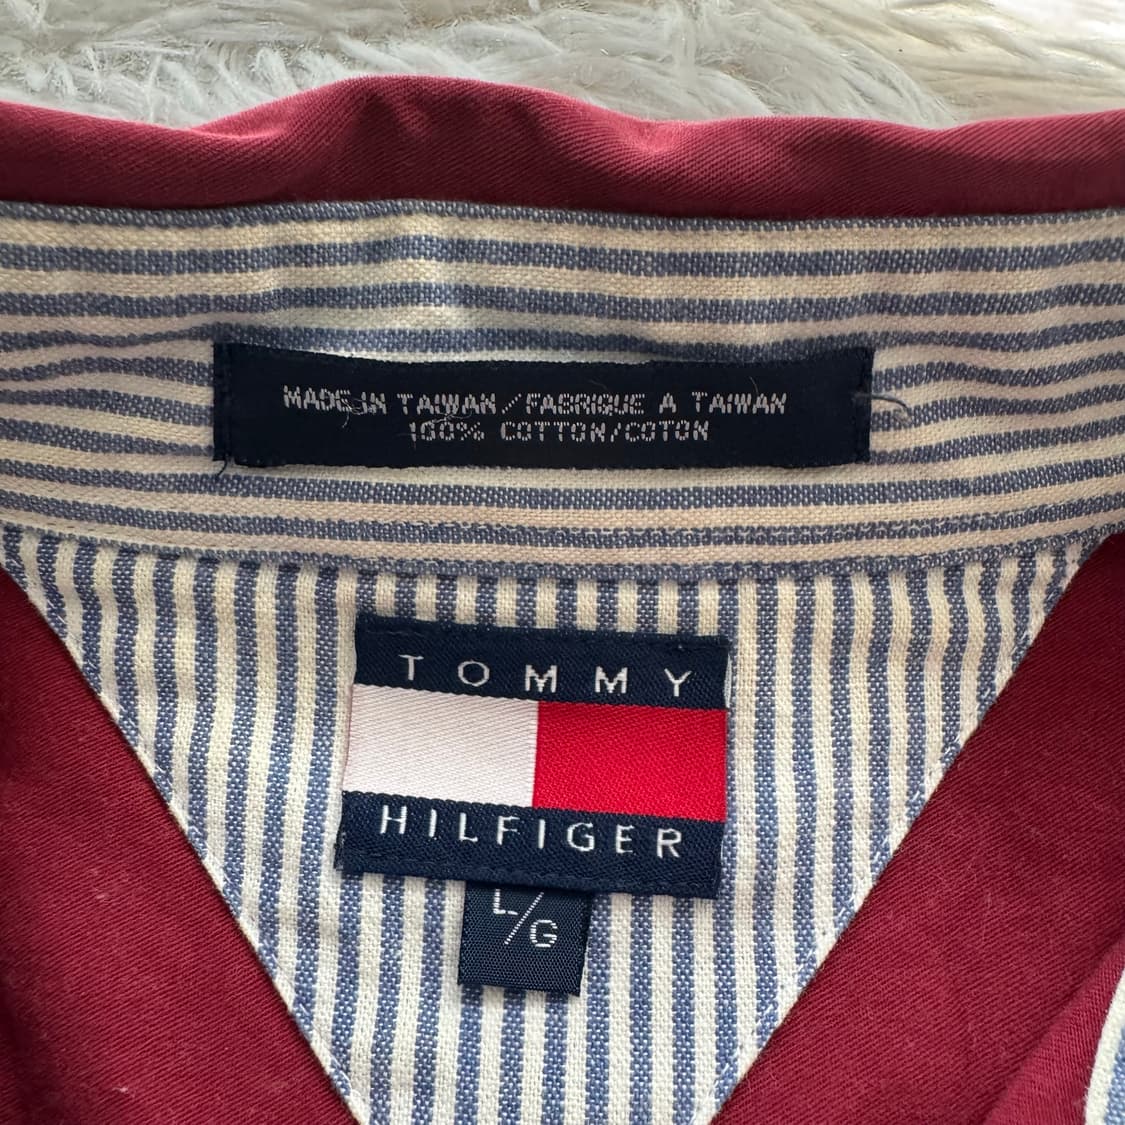 MADE IN TAIWAN / FABRIQUE A TAIWAN
100% COTTON/COTON
TOMMY
HILFIGER
L/G